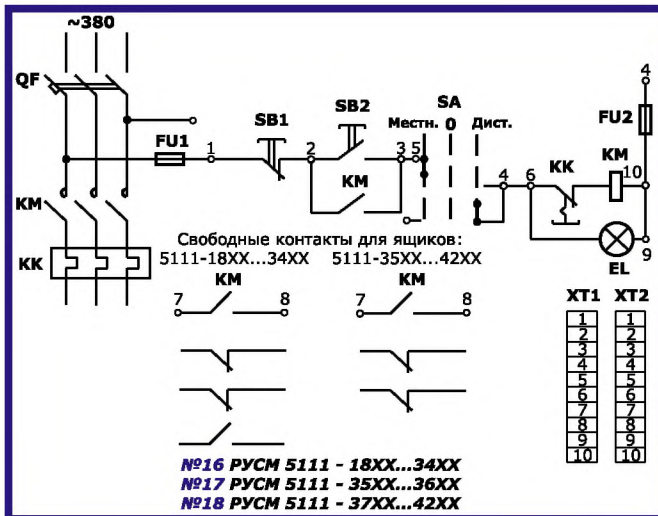 ~380
QF
SB1
SB2
SA
4
Местн. 0 Дист.
FU2
FU1
1
2
3 5
KK
KM
4
6
10
KM
KM
9
EL
KK
Свободные контакты для ящиков:
5111-18XX...34XX 5111-35XX...42XX
KM
KM
7
8
7
8
XT1 XT2
1 1
2 2
3 3
4 4
5 5
6 6
7 7
8 8
9 9
10 10
№16 РУСМ 5111 - 18XX...34XX
№17 РУСМ 5111 - 35XX...36XX
№18 РУСМ 5111 - 37XX...42XX